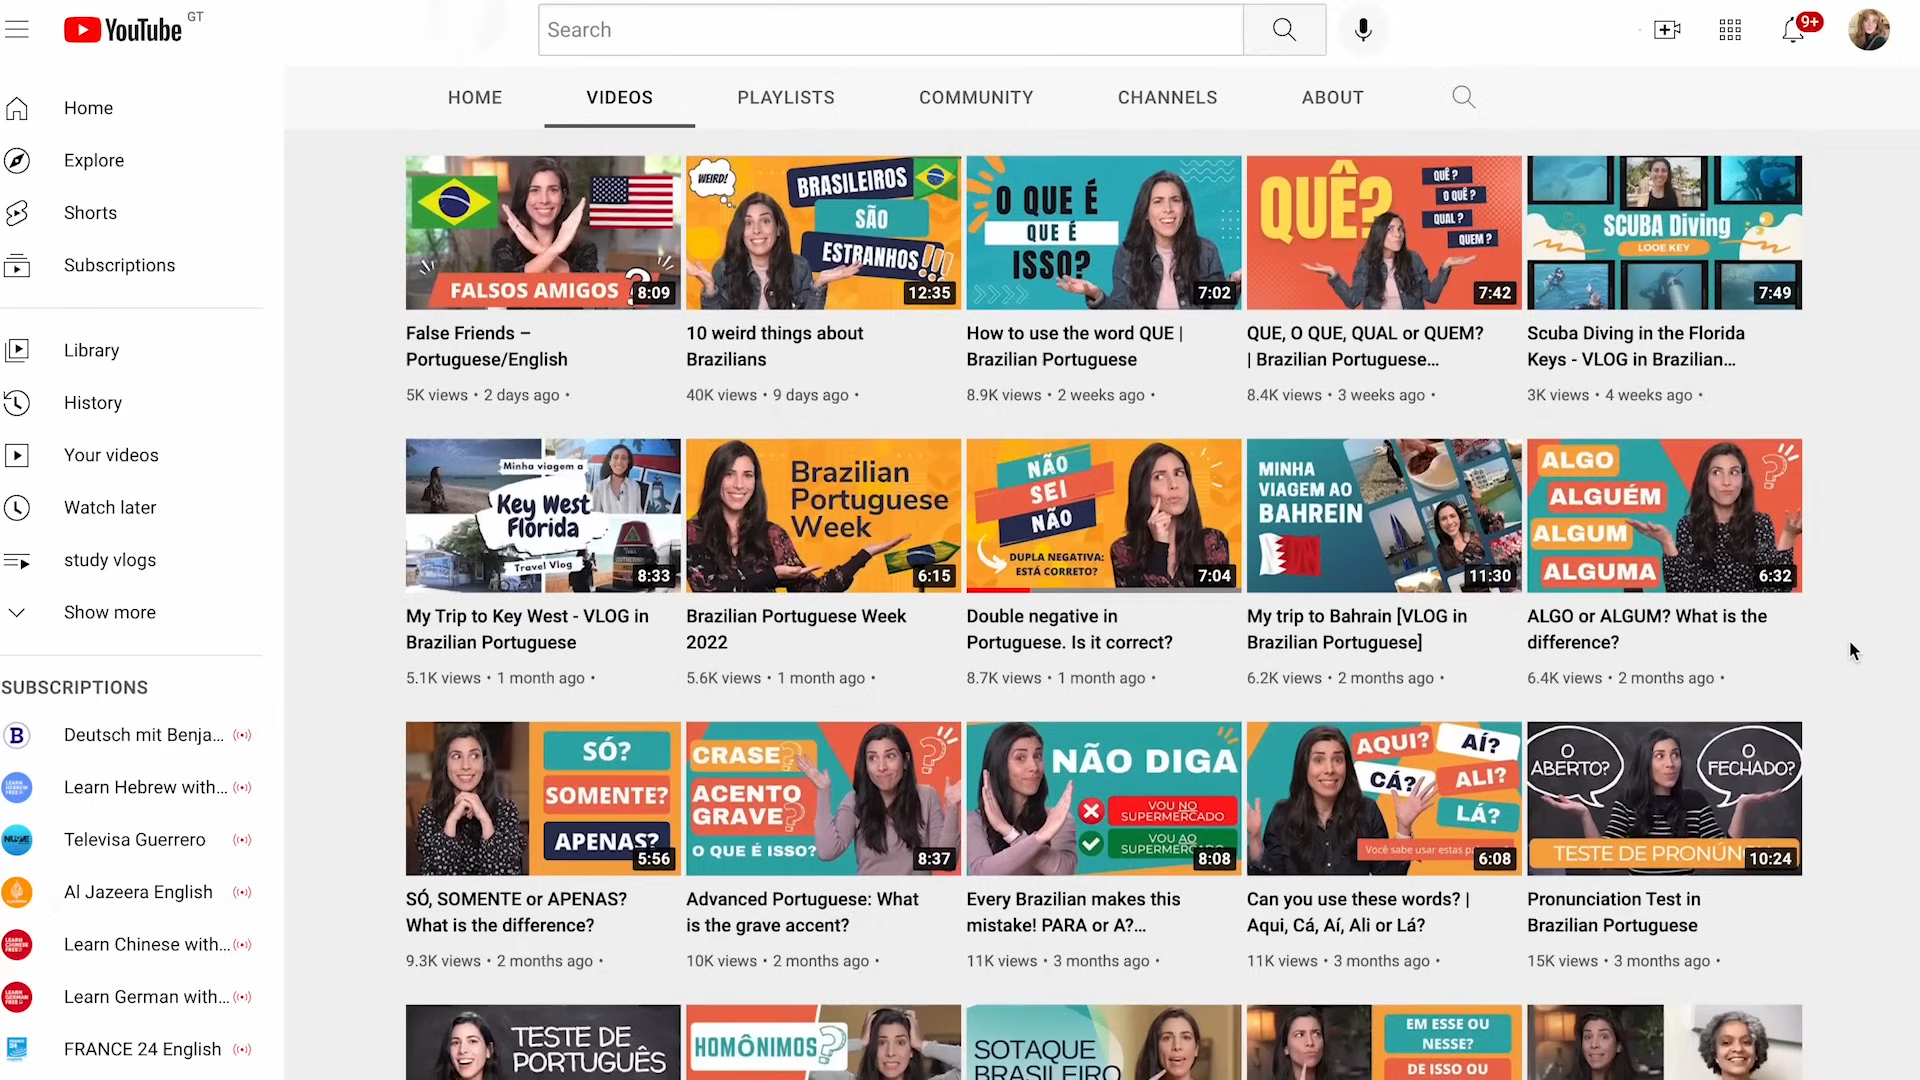 YouTube GT
Search
9+
Home
Explore
Shorts
Subscriptions
Library
History
Your videos
Watch later
study vlogs
Show more
SUBSCRIPTIONS
Deutsch mit Benja...
Learn Hebrew with...
Televisa Guerrero
Al Jazeera English
Learn Chinese with...
Learn German with...
FRANCE 24 English
HOME VIDEOS PLAYLISTS COMMUNITY CHANNELS ABOUT
FALSOS AMIGOS ?
8:09
False Friends –
Portuguese/English
5K views • 2 days ago •
WEIRD!
BRASILEIROS
SÃO
ESTRANHOS!!!
12:35
10 weird things about
Brazilians
40K views • 9 days ago •
O QUE É
QUE É
ISSO?
7:02
How to use the word QUE |
Brazilian Portuguese
8.9K views • 2 weeks ago •
QUÊ?
QUÊ ?
O QUÊ ?
QUAL ?
QUEM ?
7:42
QUE, O QUE, QUAL or QUEM?
| Brazilian Portuguese...
8.4K views • 3 weeks ago •
SCUBA Diving
LOOE KEY
7:49
Scuba Diving in the Florida
Keys - VLOG in Brazilian...
3K views • 4 weeks ago •
Minha viagem a
Key West
Florida
Travel Vlog
8:33
My Trip to Key West - VLOG in
Brazilian Portuguese
5.1K views • 1 month ago •
Brazilian
Portuguese
Week
6:15
Brazilian Portuguese Week
2022
5.6K views • 1 month ago •
NÃO
SEI
NÃO
DUPLA NEGATIVA:
ESTÁ CORRETO?
7:04
Double negative in
Portuguese. Is it correct?
8.7K views • 1 month ago •
MINHA
VIAGEM AO
BAHREIN
11:30
My trip to Bahrain [VLOG in
Brazilian Portuguese]
6.2K views • 2 months ago •
ALGO
ALGUÉM
ALGUM
ALGUMA
?
6:32
ALGO or ALGUM? What is the
difference?
6.4K views • 2 months ago •
SÓ?
SOMENTE?
APENAS?
5:56
SÓ, SOMENTE or APENAS?
What is the difference?
9.3K views • 2 months ago •
CRASE?
ACENTO
GRAVE?
O QUE É ISSO?
?
8:37
Advanced Portuguese: What
is the grave accent?
10K views • 2 months ago •
NÃO DIGA
VOU NO
SUPERMERCADO
VOU AO
8:08
Every Brazilian makes this
mistake! PARA or A?...
11K views • 3 months ago •
AQUI?
AÍ?
CÁ?
ALI?
LÁ?
Você sabe usar estas
6:08
Can you use these words? |
Aqui, Cá, Aí, Ali or Lá?
11K views • 3 months ago •
O
ABERTO?
O
FECHADO?
TESTE DE
10:24
Pronunciation Test in
Brazilian Portuguese
15K views • 3 months ago •
TESTE DE
PORTUGUÊS
HOMÔNIMOS?
SOTAQUE
BRASILEIRO
EM ESSE OU
NESSE?
DE ISSO OU